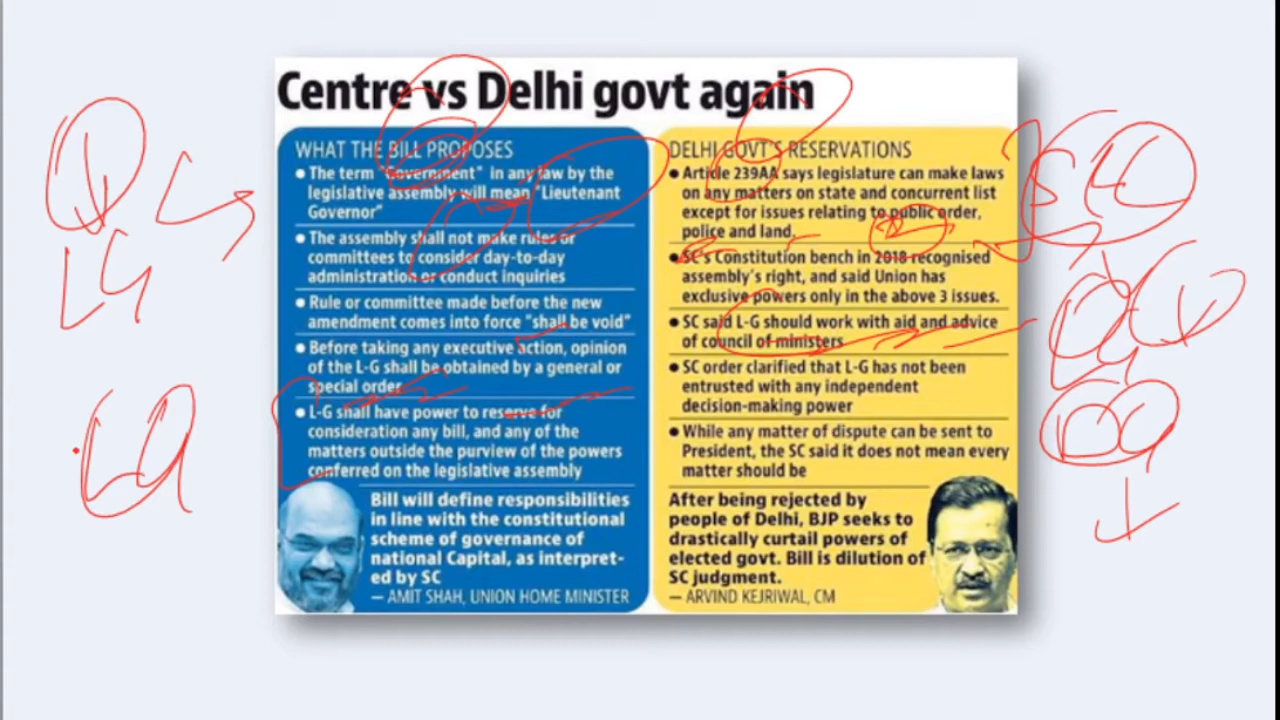 Centre vs Delhi govt again
WHAT THE BILL PROPOSES
● The term "Government" in any law by the
legislative assembly will mean "Lieutenant
Governor"
● The assembly shall not make rules or
committees to consider day-to-day
administration or conduct inquiries
● Rule or committee made before the new
amendment comes into force "shall be void"
● Before taking any executive action, opinion
of the L-G shall be obtained by a general or
special order
● L-G shall have power to reserve for
consideration any bill, and any of the
matters outside the purview of the powers
conferred on the legislative assembly
Bill will define responsibilities
in line with the constitutional
scheme of governance of
national Capital, as interpret-
ed by SC
— AMIT SHAH, UNION HOME MINISTER
DELHI GOVT'S RESERVATIONS
● Article 239AA says legislature can make laws
on any matters on state and concurrent list
except for issues relating to public order,
police and land.
● SC's Constitution bench in 2018 recognised
assembly's right, and said Union has
exclusive powers only in the above 3 issues.
● SC said L-G should work with aid and advice
of council of ministers
● SC order clarified that L-G has not been
entrusted with any independent
decision-making power
● While any matter of dispute can be sent to
President, the SC said it does not mean every
matter should be
After being rejected by
people of Delhi, BJP seeks to
drastically curtail powers of
elected govt. Bill is dilution of
SC judgment.
— ARVIND KEJRIWAL, CM
LG